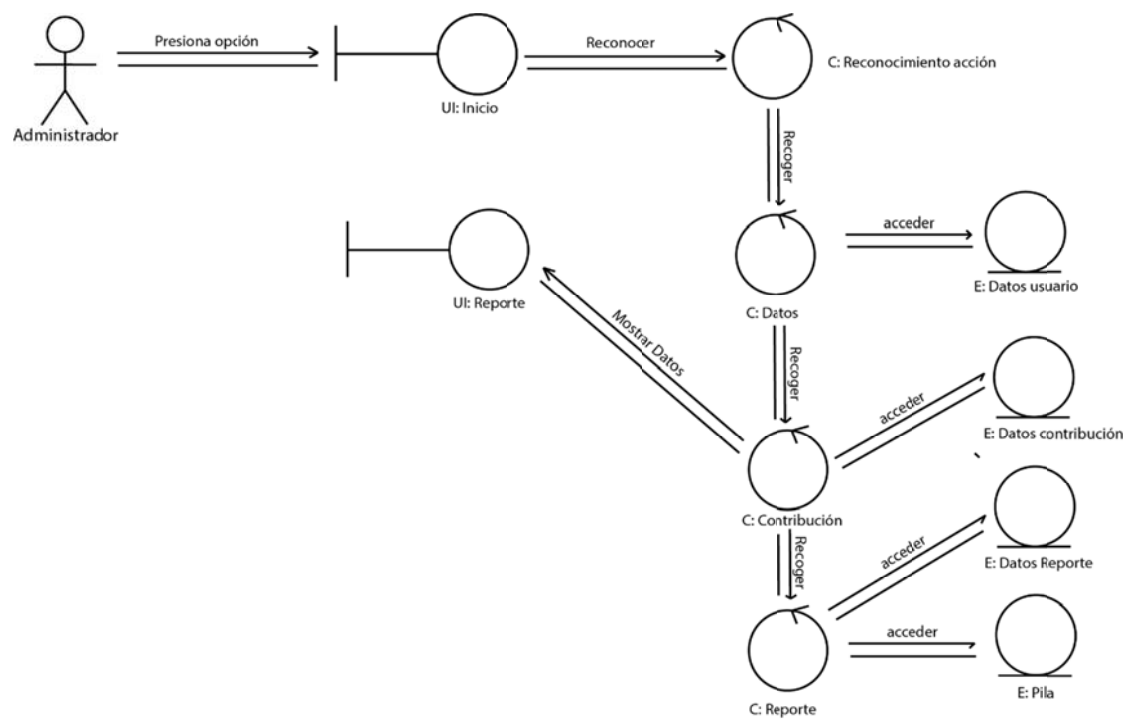 Presiona opción
Reconocer
C: Reconocimiento acción
UI: Inicio
Administrador
Recoger
acceder
E: Datos usuario
UI: Reporte
C: Datos
Mostrar Datos
Recoger
acceder
E: Datos contribución
C: Contribución
Recoger
acceder
E: Datos Reporte
acceder
E: Pila
C: Reporte